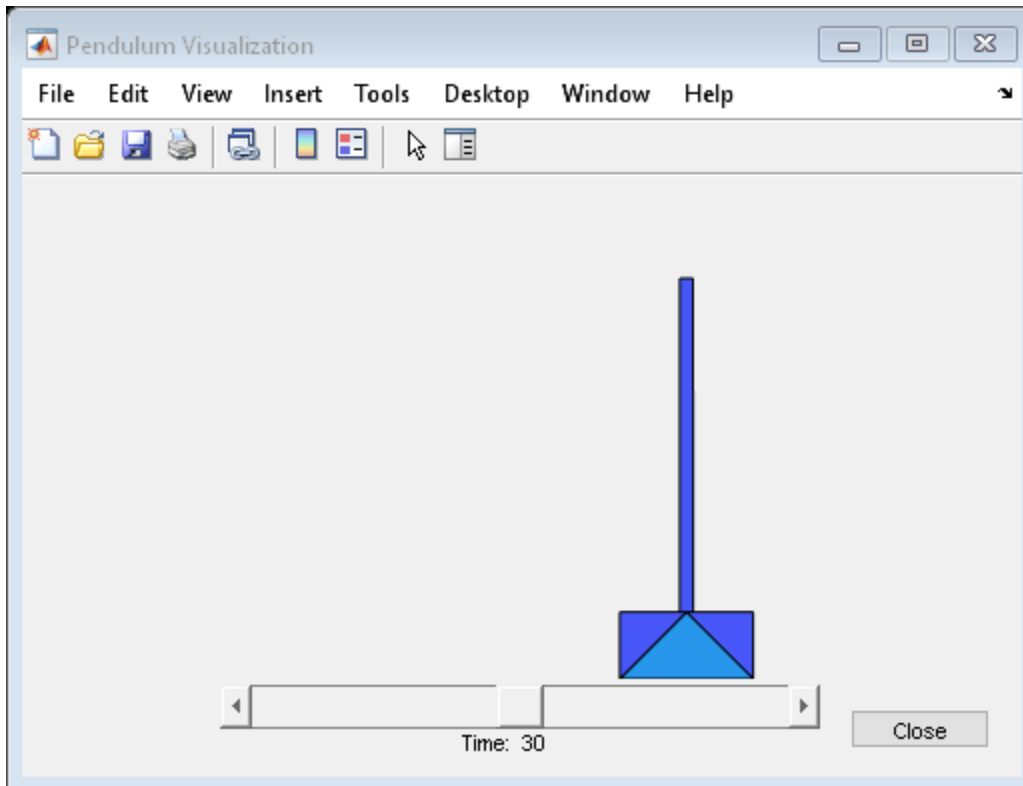 Pendulum Visualization
File Edit View Insert Tools Desktop Window Help
Time: 30
Close